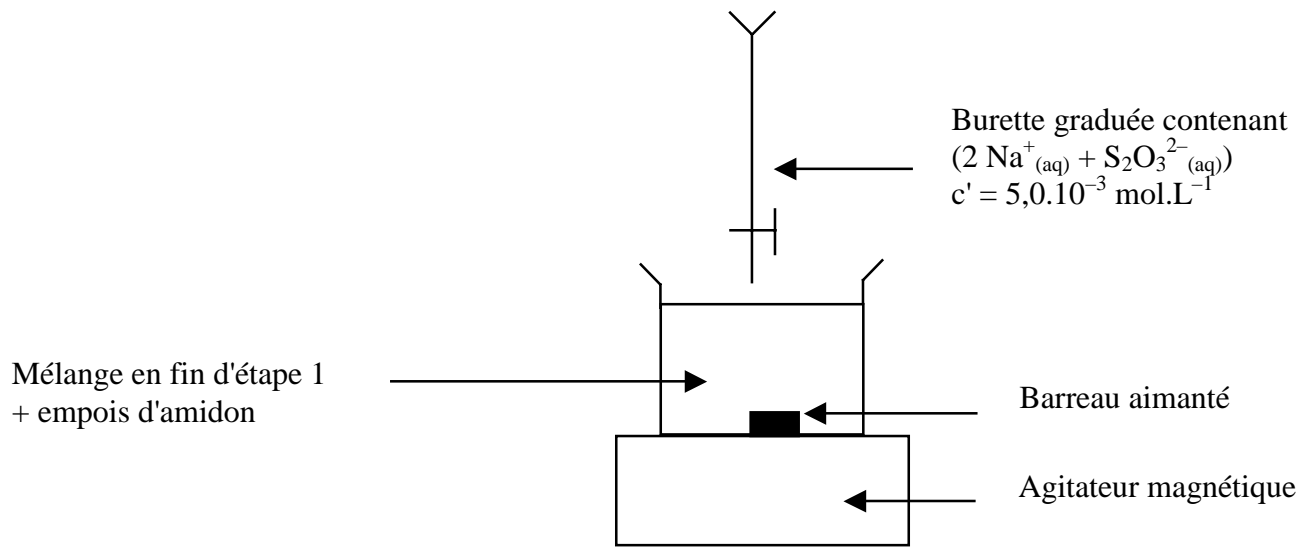 Burette graduée contenant
(2 Na⁺₍aq₎ + S₂O₃²⁻₍aq₎)
c' = 5,0.10⁻³ mol.L⁻¹
Mélange en fin d'étape 1
+ empois d'amidon
Barreau aimanté
Agitateur magnétique